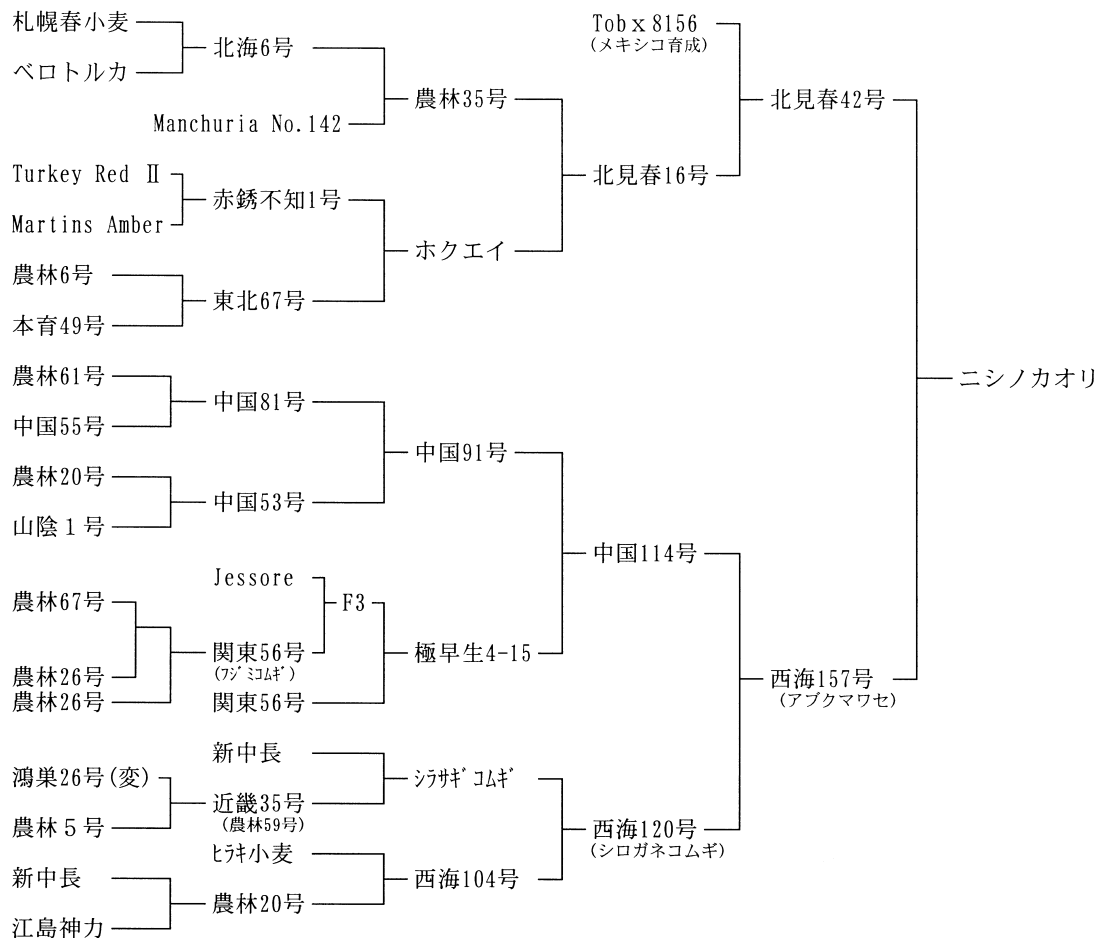 札幌春小麦
ベロトルカ
北海6号
Manchuria No.142
農林35号
Turkey Red Ⅱ
Martins Amber
赤銹不知1号
農林6号
本育49号
東北67号
ホクエイ
北見春16号
Tobx8156
(メキシコ育成)
北見春42号
農林61号
中国55号
中国81号
農林20号
山陰１号
中国53号
中国91号
農林67号
農林26号
農林26号
Jessore
関東56号
(フジミコムギ)
F3
関東56号
極早生4-15
中国114号
鴻巣26号(変)
農林５号
新中長
近畿35号
(農林59号)
シラサギコムギ
新中長
江島神力
ヒラキ小麦
農林20号
西海104号
西海120号
(シロガネコムギ)
西海157号
(アブクマワセ)
ニシノカオリ